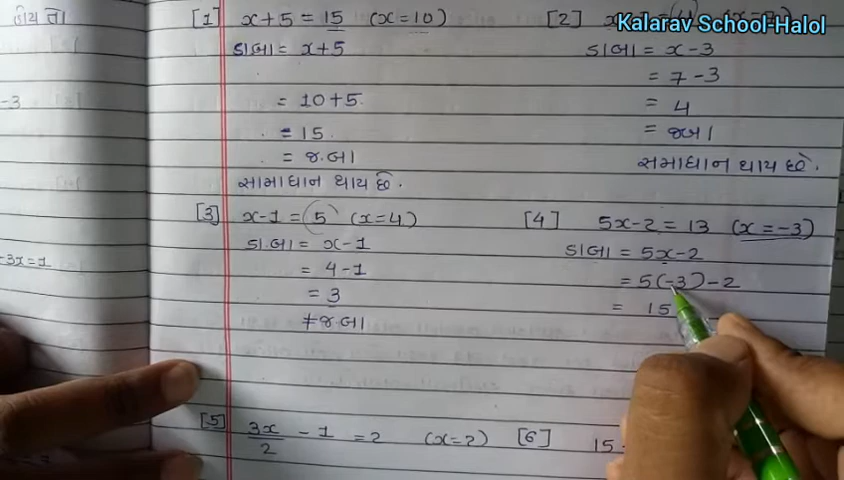 હોય તો
-3
-3x=1
[1] x+5 = 15 (x=10)
ડાબા = x+5
= 10+5
= 15
= જ.બા
સામાધાન થાય છે.
[2]
Kalarav School-Halol
ડાબા = x-3
= 7-3
= 4
= જબા
સમાધાન થાય છે.
[3] x-1 = 5 (x=4)
ડા.બા = x-1
= 4-1
= 3
≠જ.બા
[4] 5x-2=13 (x=-3)
ડાબા = 5x-2
= 5(-3)-2
= 15
[5] 3x/2 - 1 = 2 (x=2)
[6] 15